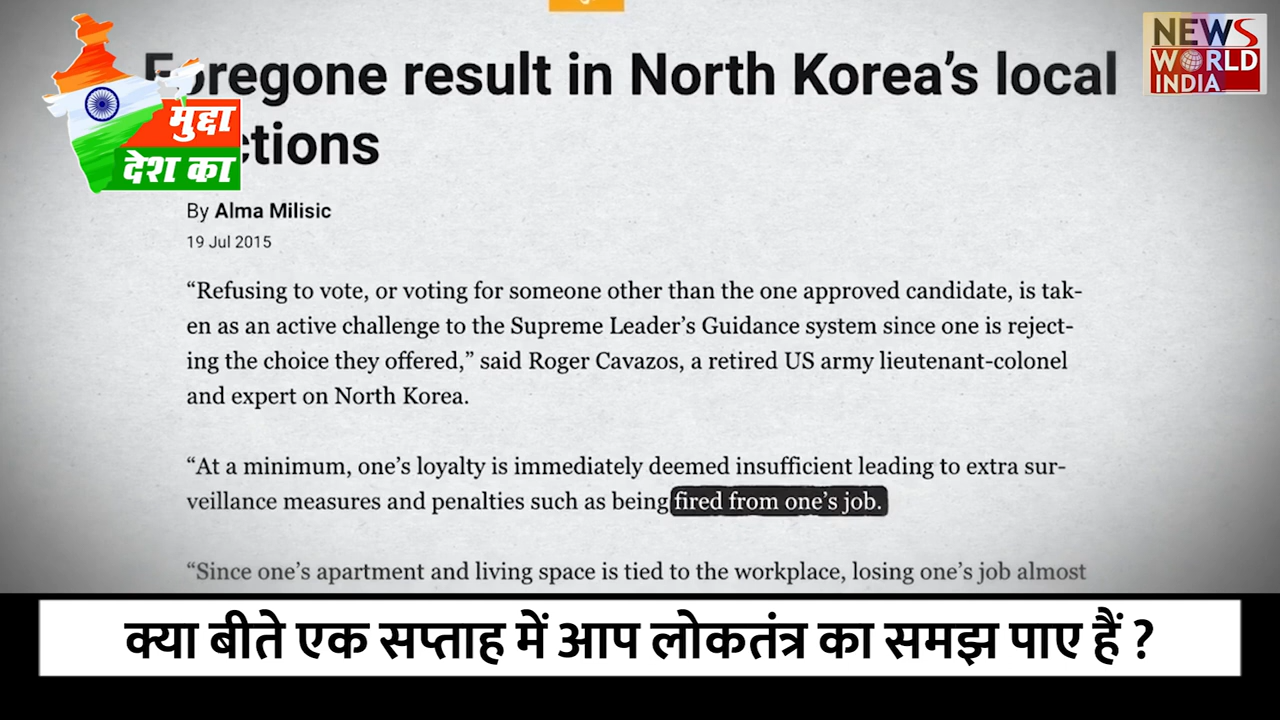 NEWS
WORLD
INDIA
मुद्दा
देश का
regone result in North Korea's local
ctions
By Alma Milisic
19 Jul 2015
“Refusing to vote, or voting for someone other than the one approved candidate, is tak-
en as an active challenge to the Supreme Leader’s Guidance system since one is reject-
ing the choice they offered,” said Roger Cavazos, a retired US army lieutenant-colonel
and expert on North Korea.
“At a minimum, one’s loyalty is immediately deemed insufficient leading to extra sur-
veillance measures and penalties such as being fired from one’s job.
“Since one’s apartment and living space is tied to the workplace, losing one’s job almost
क्या बीते एक सप्ताह में आप लोकतंत्र का समझ पाए हैं ?